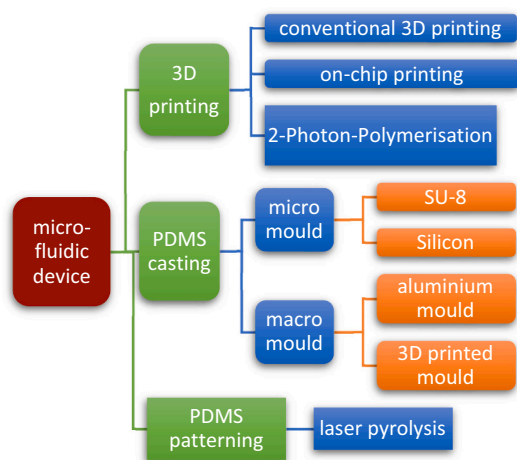 micro-
fluidic
device
3D
printing
conventional 3D printing
on-chip printing
2-Photon-Polymerisation
PDMS
casting
micro
mould
SU-8
Silicon
macro
mould
aluminium
mould
3D printed
mould
PDMS
patterning
laser pyrolysis